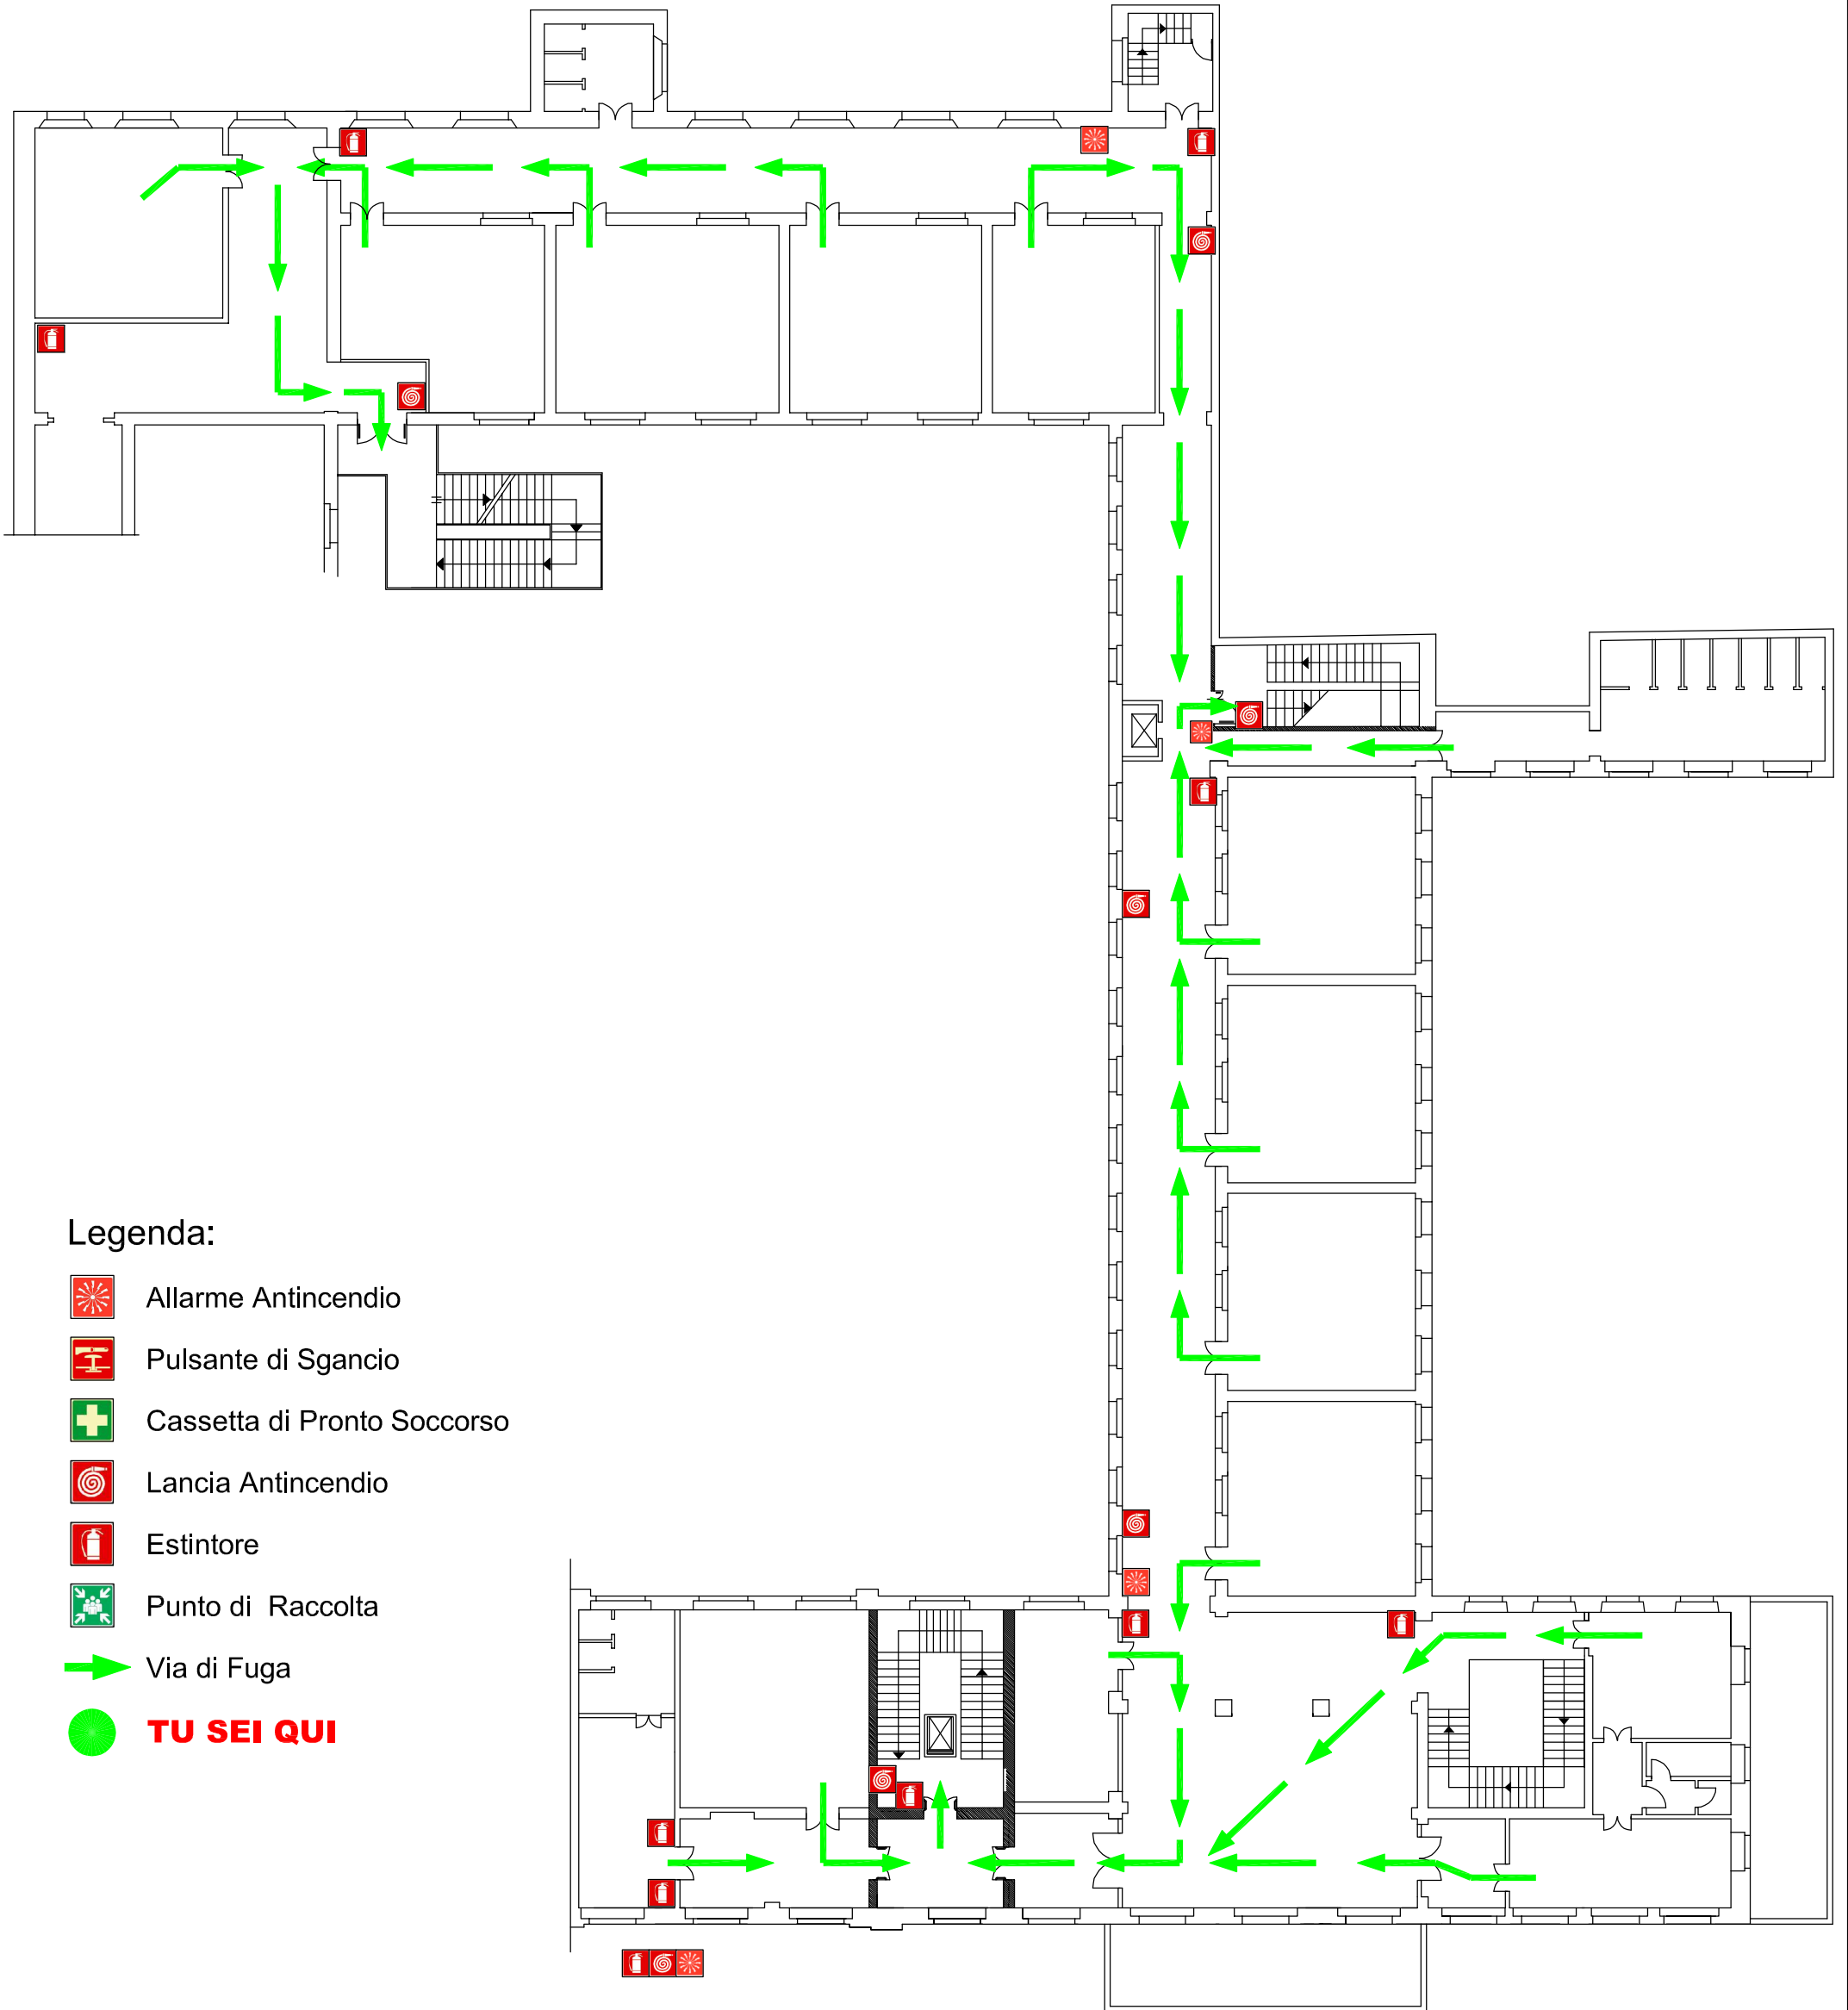 Legenda:
Allarme Antincendio
Pulsante di Sgancio
Cassetta di Pronto Soccorso
Lancia Antincendio
Estintore
Punto di Raccolta
Via di Fuga
TU SEI QUI